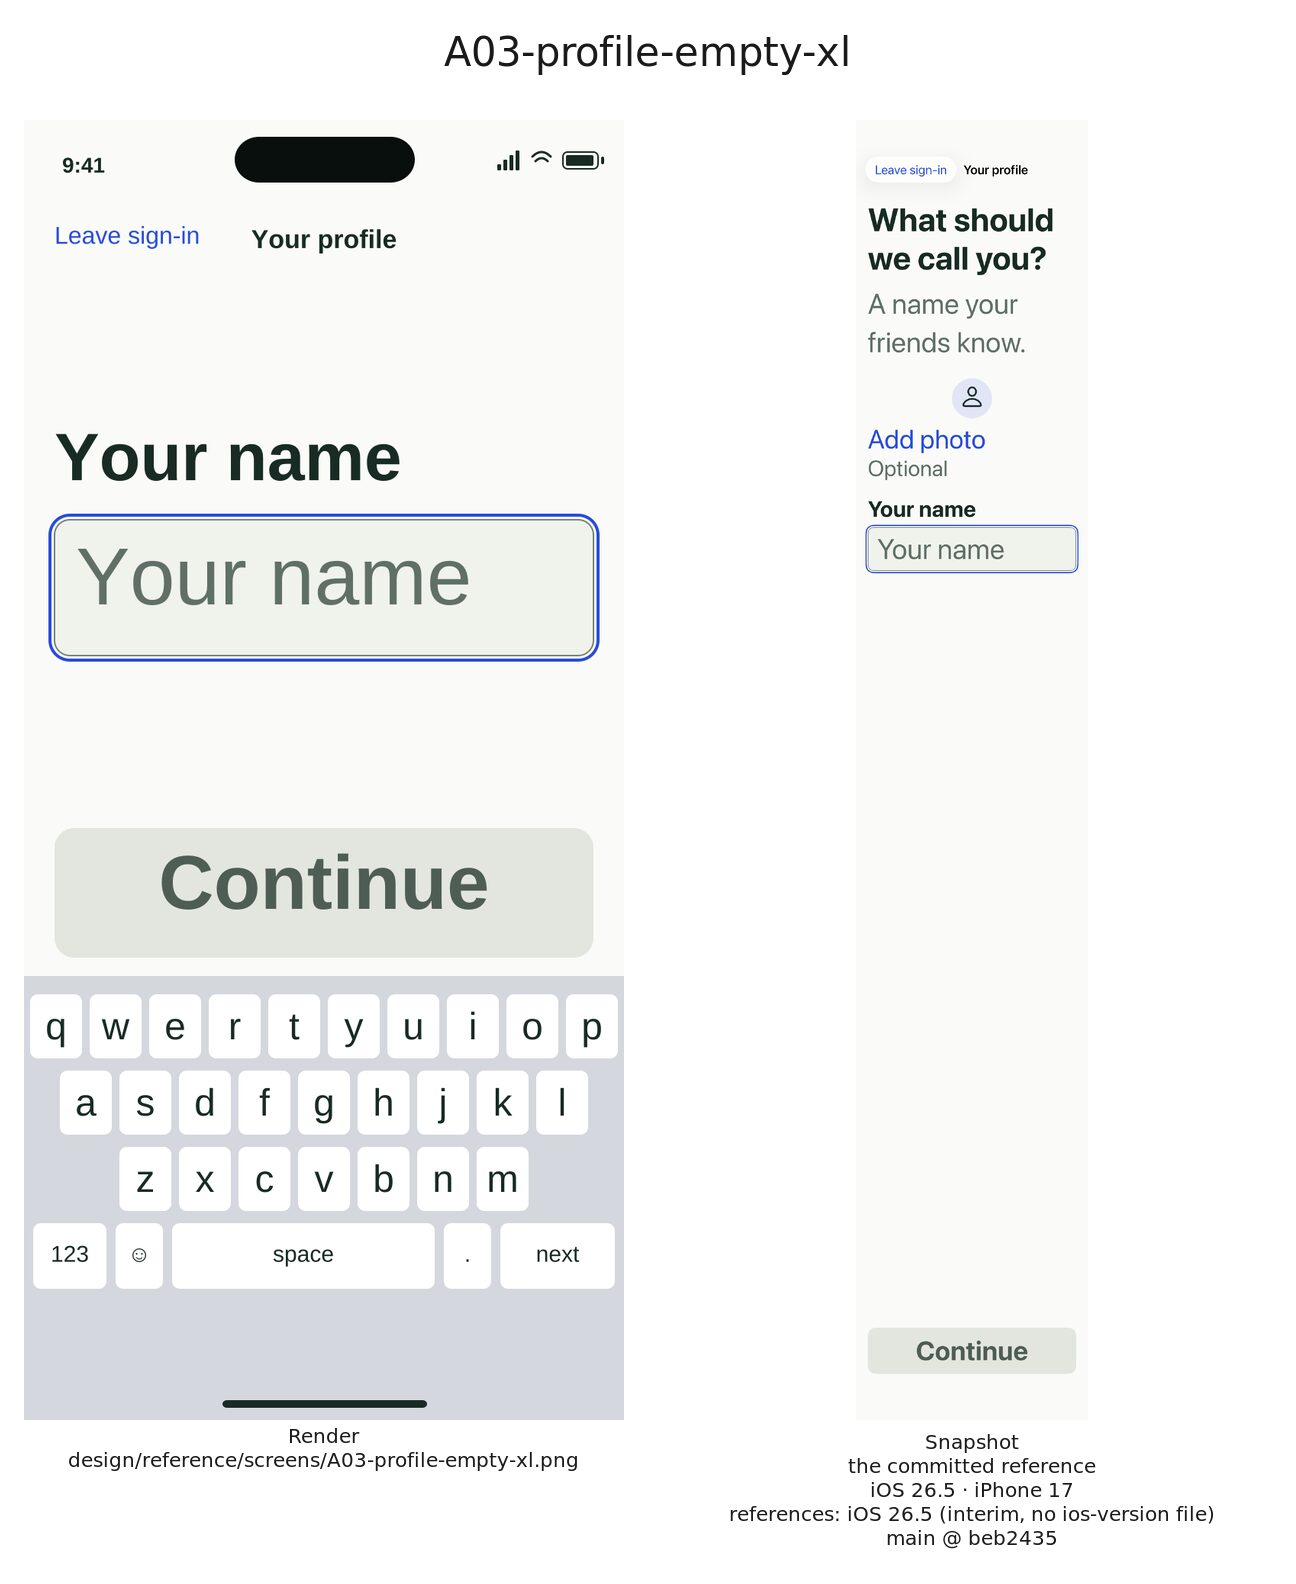 A03-profile-empty-xl
9:41
Leave sign-in
Your profile
Your name
Your name
Continue
q w e r t y u i o p
a s d f g h j k l
z x c v b n m
123 ☺ space . next
Render
design/reference/screens/A03-profile-empty-xl.png
Leave sign-in
Your profile
What should
we call you?
A name your
friends know.
Add photo
Optional
Your name
Your name
Continue
Snapshot
the committed reference
iOS 26.5 · iPhone 17
references: iOS 26.5 (interim, no ios-version file)
main @ beb2435